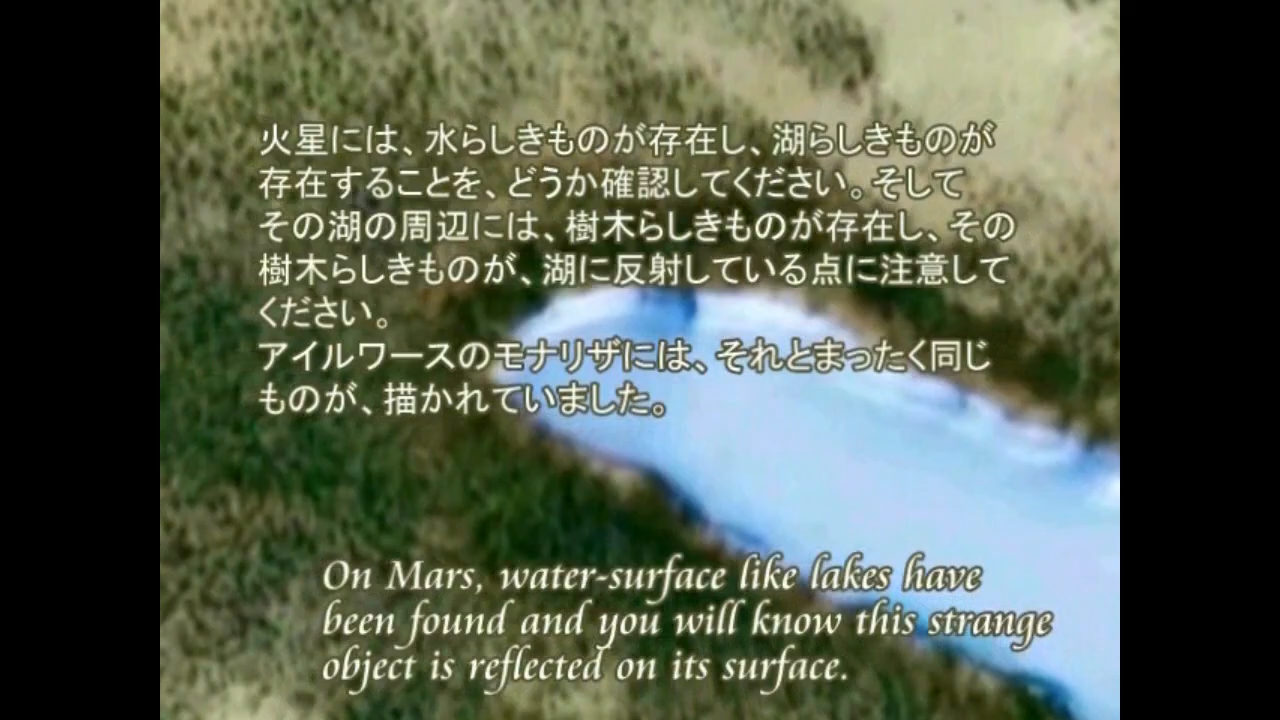 火星には、水らしきものが存在し、湖らしきものが
存在することを、どうか確認してください。そして
その湖の周辺には、樹木らしきものが存在し、その
樹木らしきものが、湖に反射している点に注意して
ください。
アイルワースのモナリザには、それとまったく同じ
ものが、描かれていました。
On Mars, water-surface like lakes have
been found and you will know this strange
object is reflected on its surface.